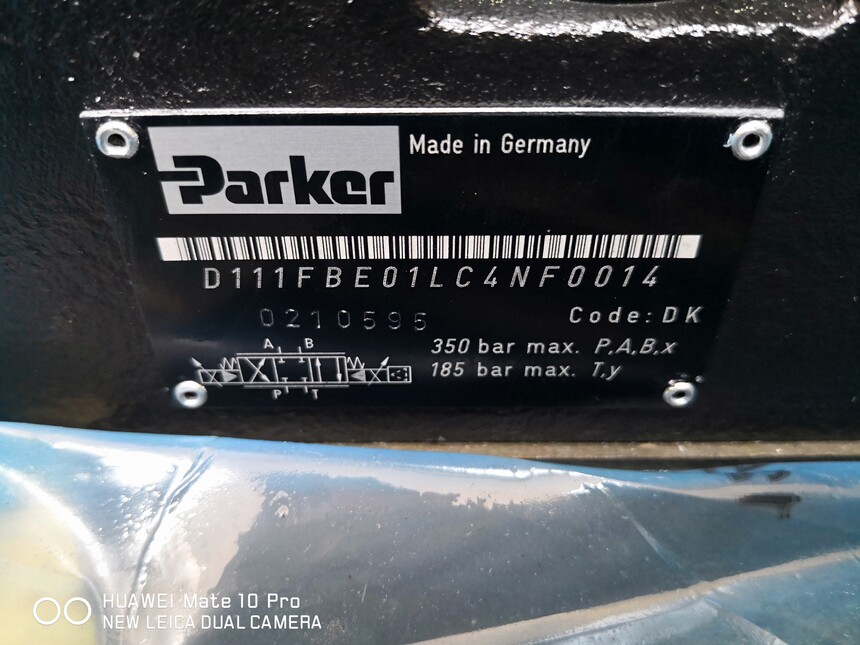 Parker
Made in Germany
D111FBE01LC4NF0014
0210595
Code: DK
A B
350 bar max. P,A,B,x
185 bar max. T,y
P T
HUAWEI Mate 10 Pro
NEW LEICA DUAL CAMERA